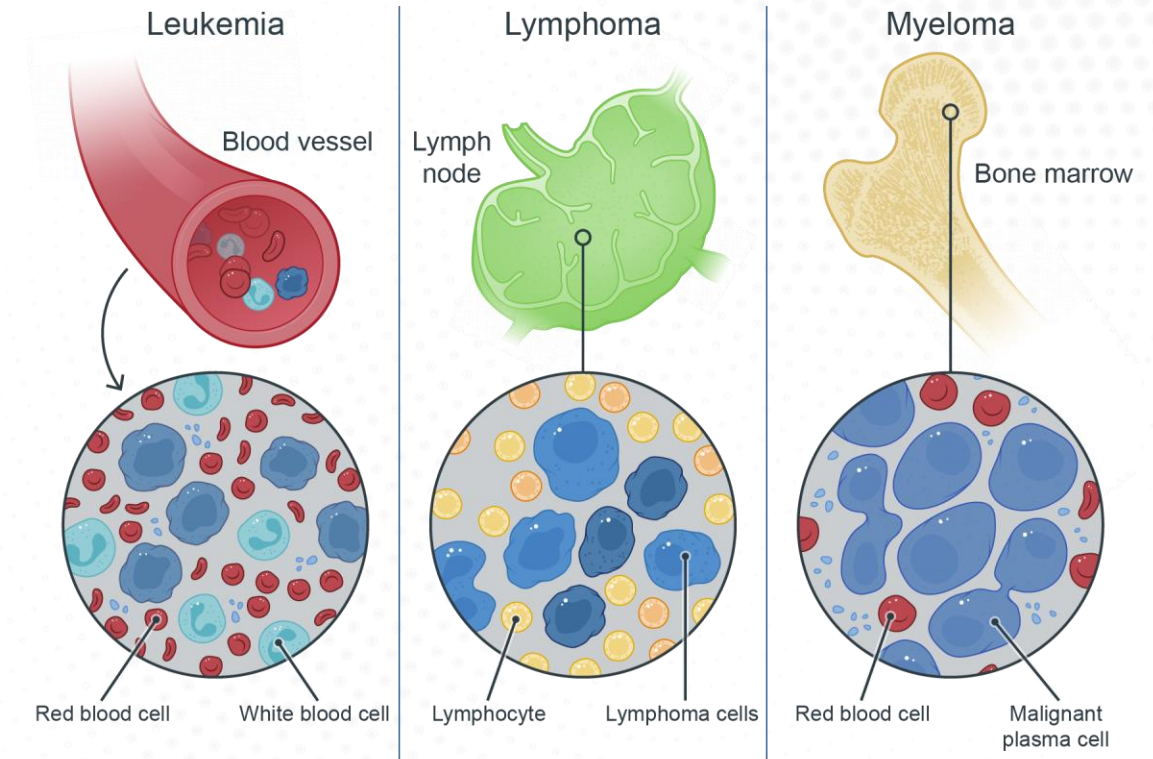 Leukemia
Blood vessel
Red blood cell
White blood cell
Lymphoma
Lymph
node
Lymphocyte
Lymphoma cells
Myeloma
Bone marrow
Red blood cell
Malignant
plasma cell